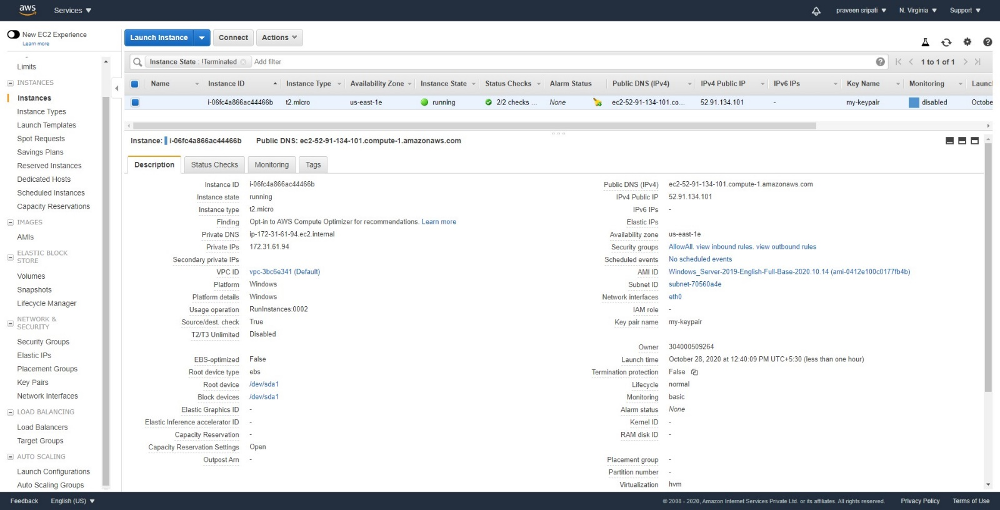 aws Services praveen sripati N. Virginia Support
New EC2 Experience
Learn more
Limits
INSTANCES
Instances
Instance Types
Launch Templates
Spot Requests
Savings Plans
Reserved Instances
Dedicated Hosts
Scheduled Instances
Capacity Reservations
IMAGES
AMIs
ELASTIC BLOCK
STORE
Volumes
Snapshots
Lifecycle Manager
NETWORK &
SECURITY
Security Groups
Elastic IPs
Placement Groups
Key Pairs
Network Interfaces
LOAD BALANCING
Load Balancers
Target Groups
AUTO SCALING
Launch Configurations
Auto Scaling Groups
Launch Instance Connect Actions
Instance State : !Terminated Add filter 1 to 1 of 1
Name Instance ID Instance Type Availability Zone Instance State Status Checks Alarm Status Public DNS (IPv4) IPv4 Public IP IPv6 IPs Key Name Monitoring Launc
i-06fc4a866ac44466b t2.micro us-east-1e running 2/2 checks ... None ec2-52-91-134-101.co... 52.91.134.101 - my-keypair disabled Octobe
Instance: i-06fc4a866ac44466b Public DNS: ec2-52-91-134-101.compute-1.amazonaws.com
Description Status Checks Monitoring Tags
Instance ID i-06fc4a866ac44466b
Instance state running
Instance type t2.micro
Finding Opt-in to AWS Compute Optimizer for recommendations. Learn more
Private DNS ip-172-31-61-94.ec2.internal
Private IPs 172.31.61.94
Secondary private IPs
VPC ID vpc-3bc6e341 (Default)
Platform Windows
Platform details Windows
Usage operation RunInstances:0002
Source/dest. check True
T2/T3 Unlimited Disabled
EBS-optimized False
Root device type ebs
Root device /dev/sda1
Block devices /dev/sda1
Elastic Graphics ID -
Elastic Inference accelerator ID -
Capacity Reservation -
Capacity Reservation Settings Open
Outpost Arn -
Public DNS (IPv4) ec2-52-91-134-101.compute-1.amazonaws.com
IPv4 Public IP 52.91.134.101
IPv6 IPs -
Elastic IPs
Availability zone us-east-1e
Security groups AllowAll. view inbound rules. view outbound rules
Scheduled events No scheduled events
AMI ID Windows_Server-2019-English-Full-Base-2020.10.14 (ami-0412e100c0177fb4b)
Subnet ID subnet-70560a4e
Network interfaces eth0
IAM role -
Key pair name my-keypair
Owner 304000509264
Launch time October 28, 2020 at 12:40:09 PM UTC+5:30 (less than one hour)
Termination protection False
Lifecycle normal
Monitoring basic
Alarm status None
Kernel ID -
RAM disk ID -
Placement group -
Partition number -
Virtualization hvm
Feedback English (US) © 2008 - 2020, Amazon Internet Services Private Ltd. or its affiliates. All rights reserved. Privacy Policy Terms of Use